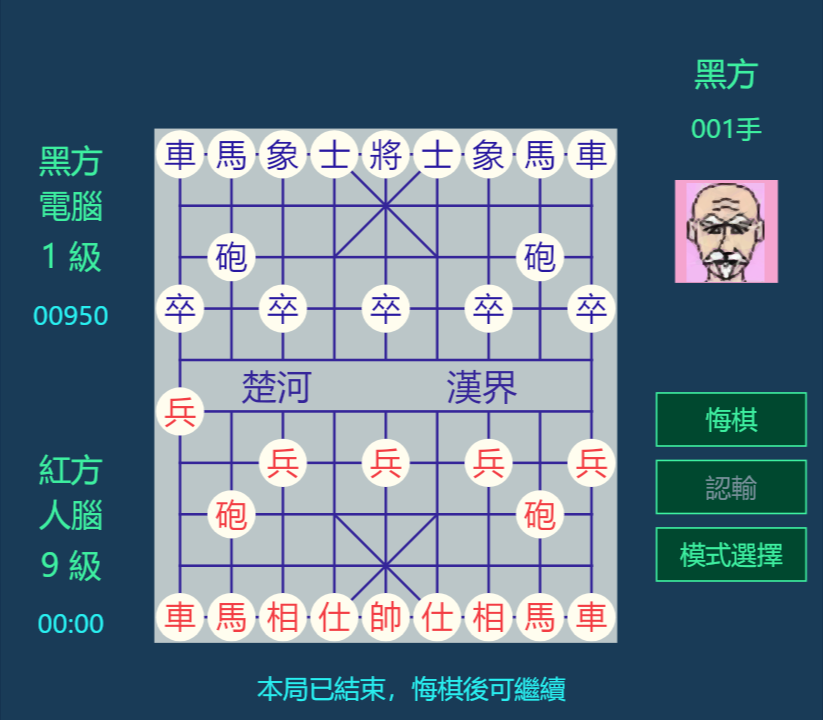 黑方
001手
黑方
電腦
1 級
00950
車馬象士將士象馬車
砲砲
卒卒卒卒卒
楚河 漢界
兵
兵兵兵兵
砲砲
車馬相仕帥仕相馬車
紅方
人腦
9 級
00:00
悔棋
認輸
模式選擇
本局已結束，悔棋後可繼續